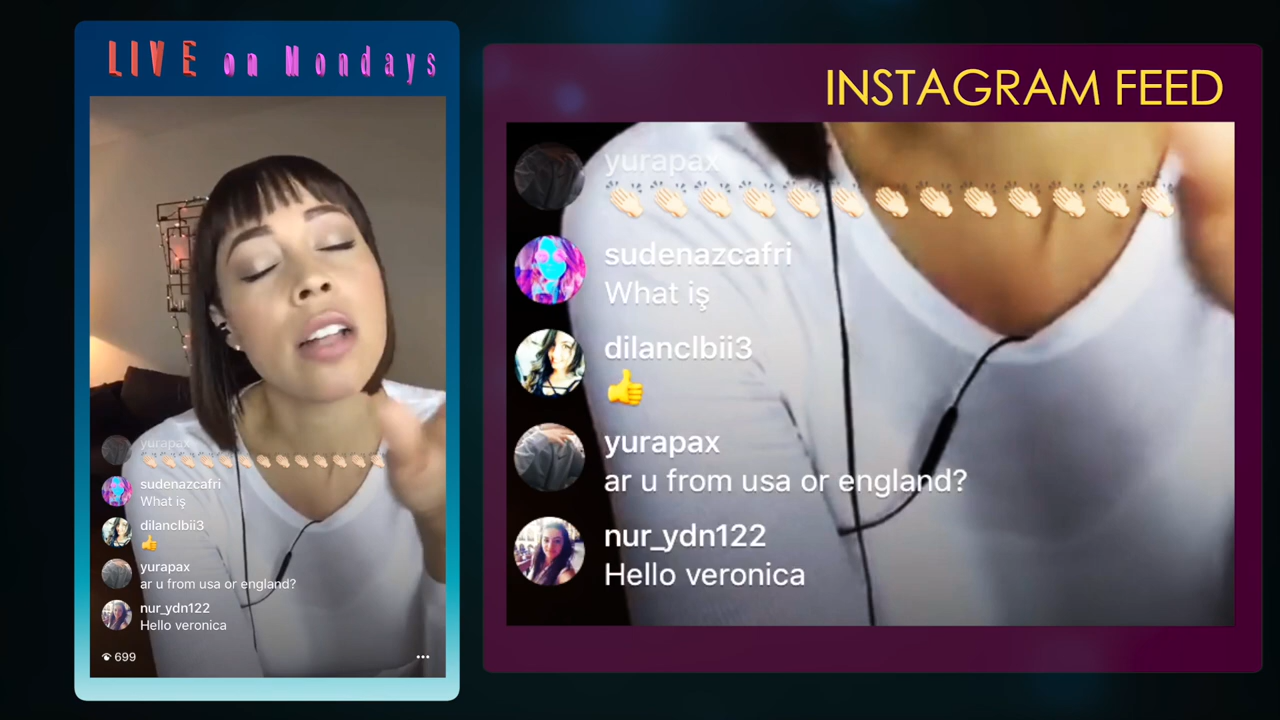 LIVE on Mondays
yurapax
👏🏻👏🏻👏🏻👏🏻👏🏻👏🏻👏🏻👏🏻👏🏻👏🏻👏🏻👏🏻👏🏻
sudenazcafri
What iş
dilanclbii3
👍
yurapax
ar u from usa or england?
nur_ydn122
Hello veronica
699
INSTAGRAM FEED
yurapax
👏🏻👏🏻👏🏻👏🏻👏🏻👏🏻👏🏻👏🏻👏🏻👏🏻👏🏻👏🏻👏🏻
sudenazcafri
What iş
dilanclbii3
👍
yurapax
ar u from usa or england?
nur_ydn122
Hello veronica